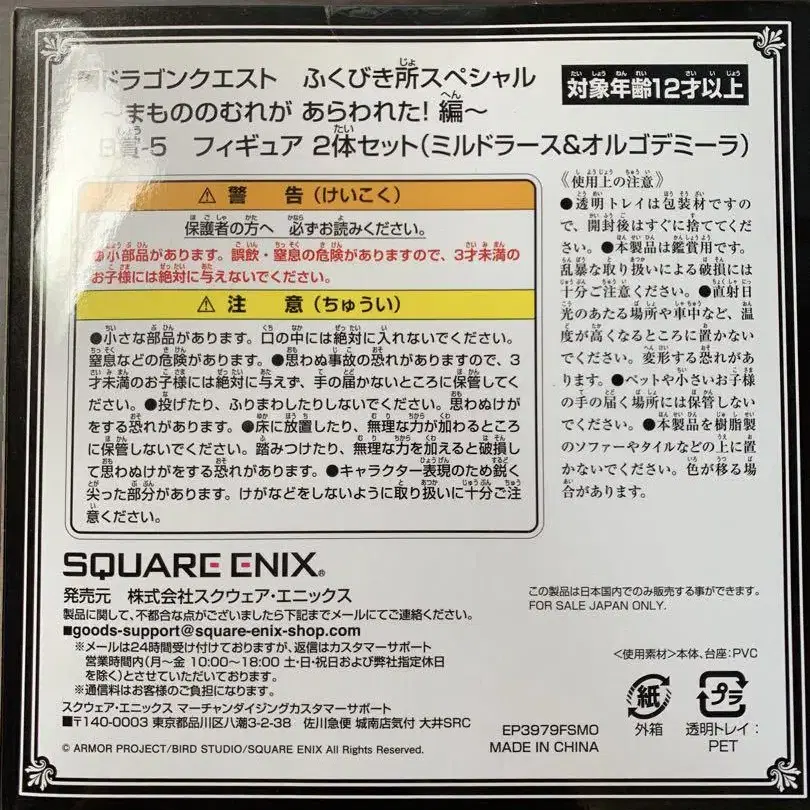 ドラゴンクエスト ふくびき所スペシャル
～まもののむれが あらわれた! 編～
B賞-5 フィギュア 2体セット(ミルドラース&オルゴデミーラ)
対象年齢12才以上
⚠ 警 告(けいこく)
保護者の方へ 必ずお読みください。
小部品があります。誤飲・窒息の危険がありますので、3才未満の
お子様には絶対に与えないでください。
⚠ 注 意(ちゅうい)
●小さな部品があります。口の中には絶対に入れないでください。
窒息などの危険があります。●思わぬ事故の恐れがありますので、3
才未満のお子様には絶対に与えず、手の届かないところに保管してく
ださい。●投げたり、ふりまわしたりしないでください。思わぬけが
をする恐れがあります。●床に放置したり、無理な力が加わるところ
に保管しないでください。踏みつけたり、無理な力を加えると破損し
て思わぬけがをする恐れがあります。●キャラクター表現のため鋭く
尖った部分があります。けがなどをしないように取り扱いに十分ご注
意ください。
《使用上の注意》
●透明トレイは包装材ですの
で、開封後はすぐに捨ててくだ
さい。●本製品は鑑賞用です。
乱暴な取り扱いによる破損には
十分ご注意ください。●直射日
光のあたる場所や車中など、温
度が高くなるところに置かない
でください。変形する恐れがあ
ります。●ペットや小さいお子様
の手の届く場所には保管しない
でください。●本製品を樹脂製
のソファーやタイルなどの上に置
かないでください。色が移る場
合があります。
SQUARE ENIX®
発売元 株式会社スクウェア・エニックス
製品に関して、不都合な点がございましたら下記までメールにてご連絡ください。
■goods-support@square-enix-shop.com
※メールは24時間受け付けておりますが、返信はカスタマーサポート
営業時間内(月～金 10:00～18:00 土・日・祝日および弊社指定休日
を除く)とさせていただいております。
※通信料はお客様のご負担になります。
スクウェア・エニックス マーチャンダイジングカスタマーサポート
■〒140-0003 東京都品川区八潮3-2-38 佐川急便 城南店気付 大井SRC
© ARMOR PROJECT/BIRD STUDIO/SQUARE ENIX All Rights Reserved.
この製品は日本国内でのみ販売する事ができます。
FOR SALE JAPAN ONLY.
<使用素材>本体、台座:PVC
紙
外箱
プラ
透明トレイ:
PET
EP3979FSM0
MADE IN CHINA